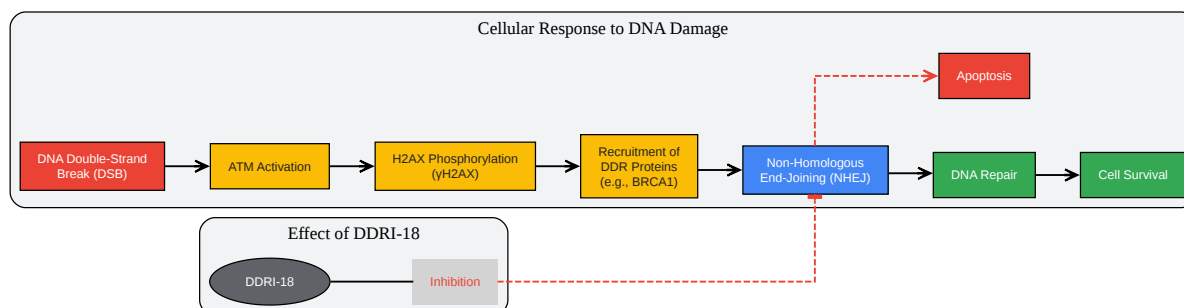 Cellular Response to DNA Damage
Apoptosis
DNA Double-Strand
Break (DSB)
ATM Activation
H2AX Phosphorylation
(γH2AX)
Recruitment of
DDR Proteins
(e.g., BRCA1)
Non-Homologous
End-Joining (NHEJ)
DNA Repair
Cell Survival
Effect of DDRI-18
DDRI-18
Inhibition